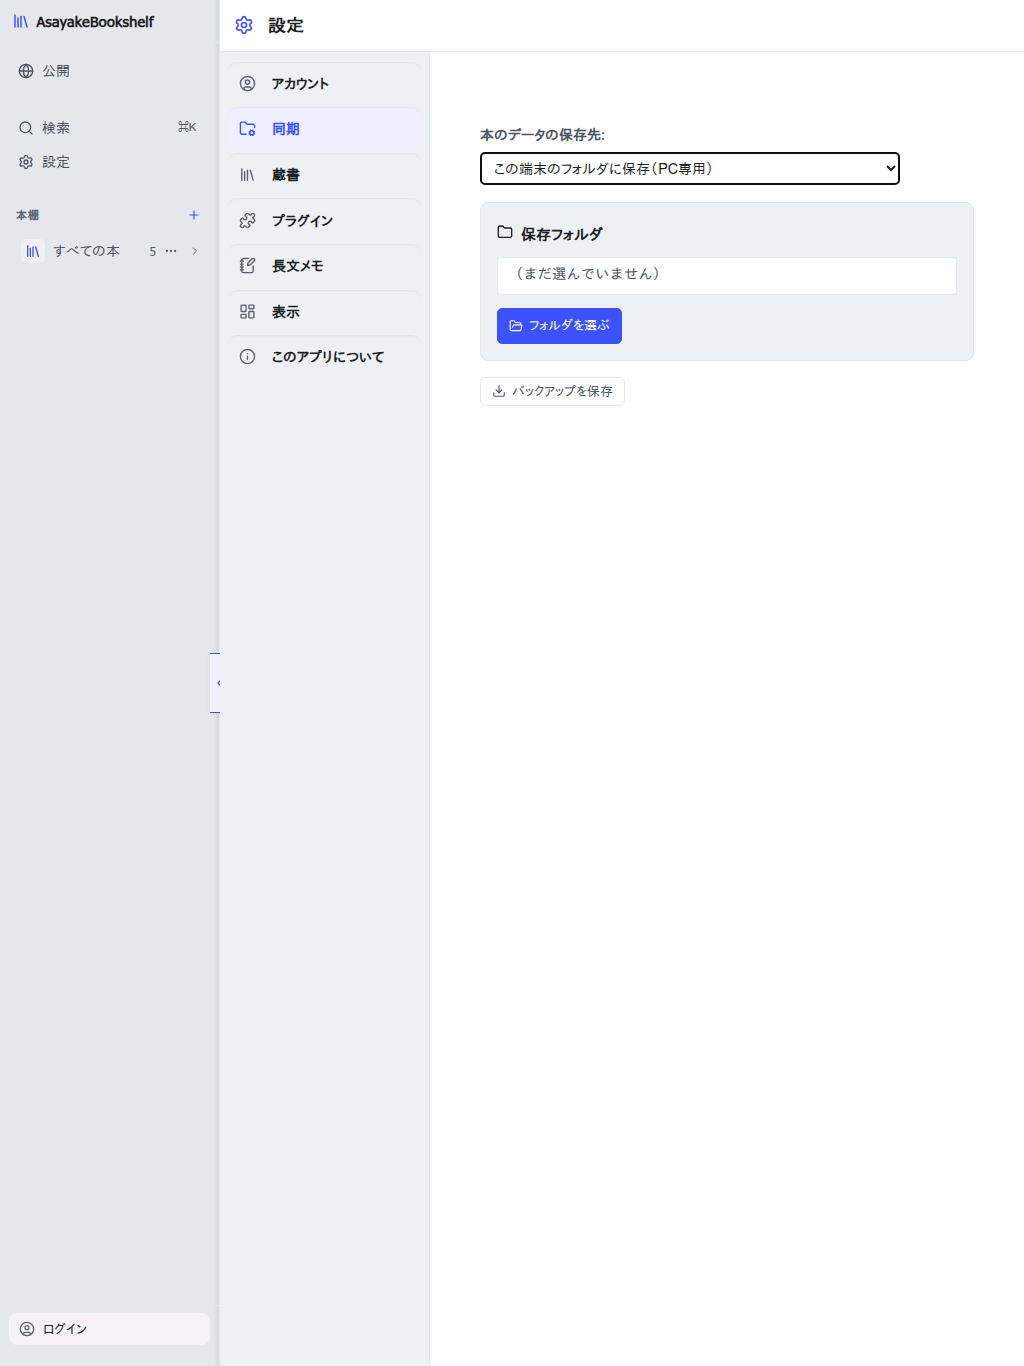 AsayakeBookshelf
公開
検索 ⌘K
設定
本棚
すべての本 5
ログイン
設定
アカウント
同期
蔵書
プラグイン
長文メモ
表示
このアプリについて
本のデータの保存先:
この端末のフォルダに保存（PC専用）
保存フォルダ
（まだ選んでいません）
フォルダを選ぶ
バックアップを保存